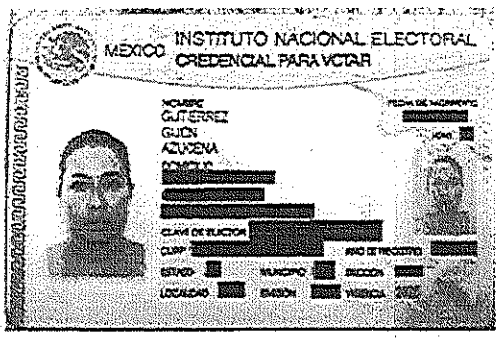 MÉXICO INSTITUTO NACIONAL ELECTORAL
CREDENCIAL PARA VOTAR
NOMBRE
GUTIERREZ
GIJON
AZUCENA
DOMICILIO
FECHA DE NACIMIENTO
SEXO
CLAVE DE ELECTOR
CURP
AÑO DE REGISTRO
ESTADO MUNICIPIO SECCIÓN
LOCALIDAD EMISIÓN VIGENCIA